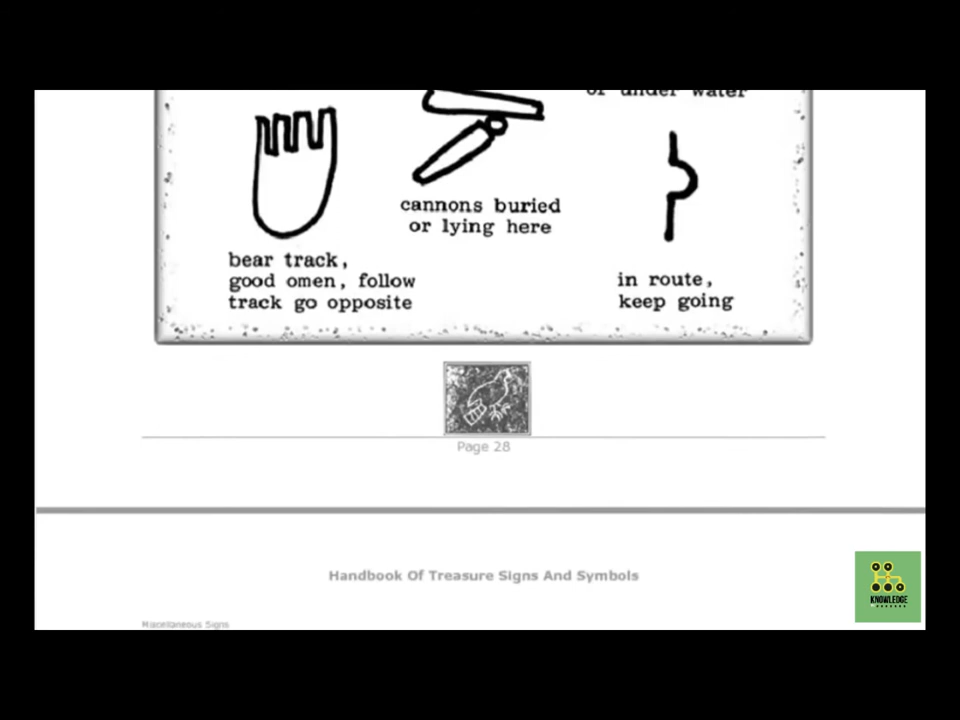 or under water
cannons buried
or lying here
bear track,
good omen, follow
track go opposite
in route,
keep going
Page 28
Handbook Of Treasure Signs And Symbols
KNOWLEDGE
Miscellaneous Signs